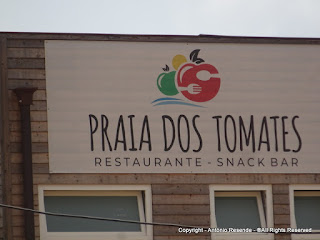 PRAIA DOS TOMATES
RESTAURANTE - SNACK BAR
Copyright - António Resende - ®All Rights Reserved